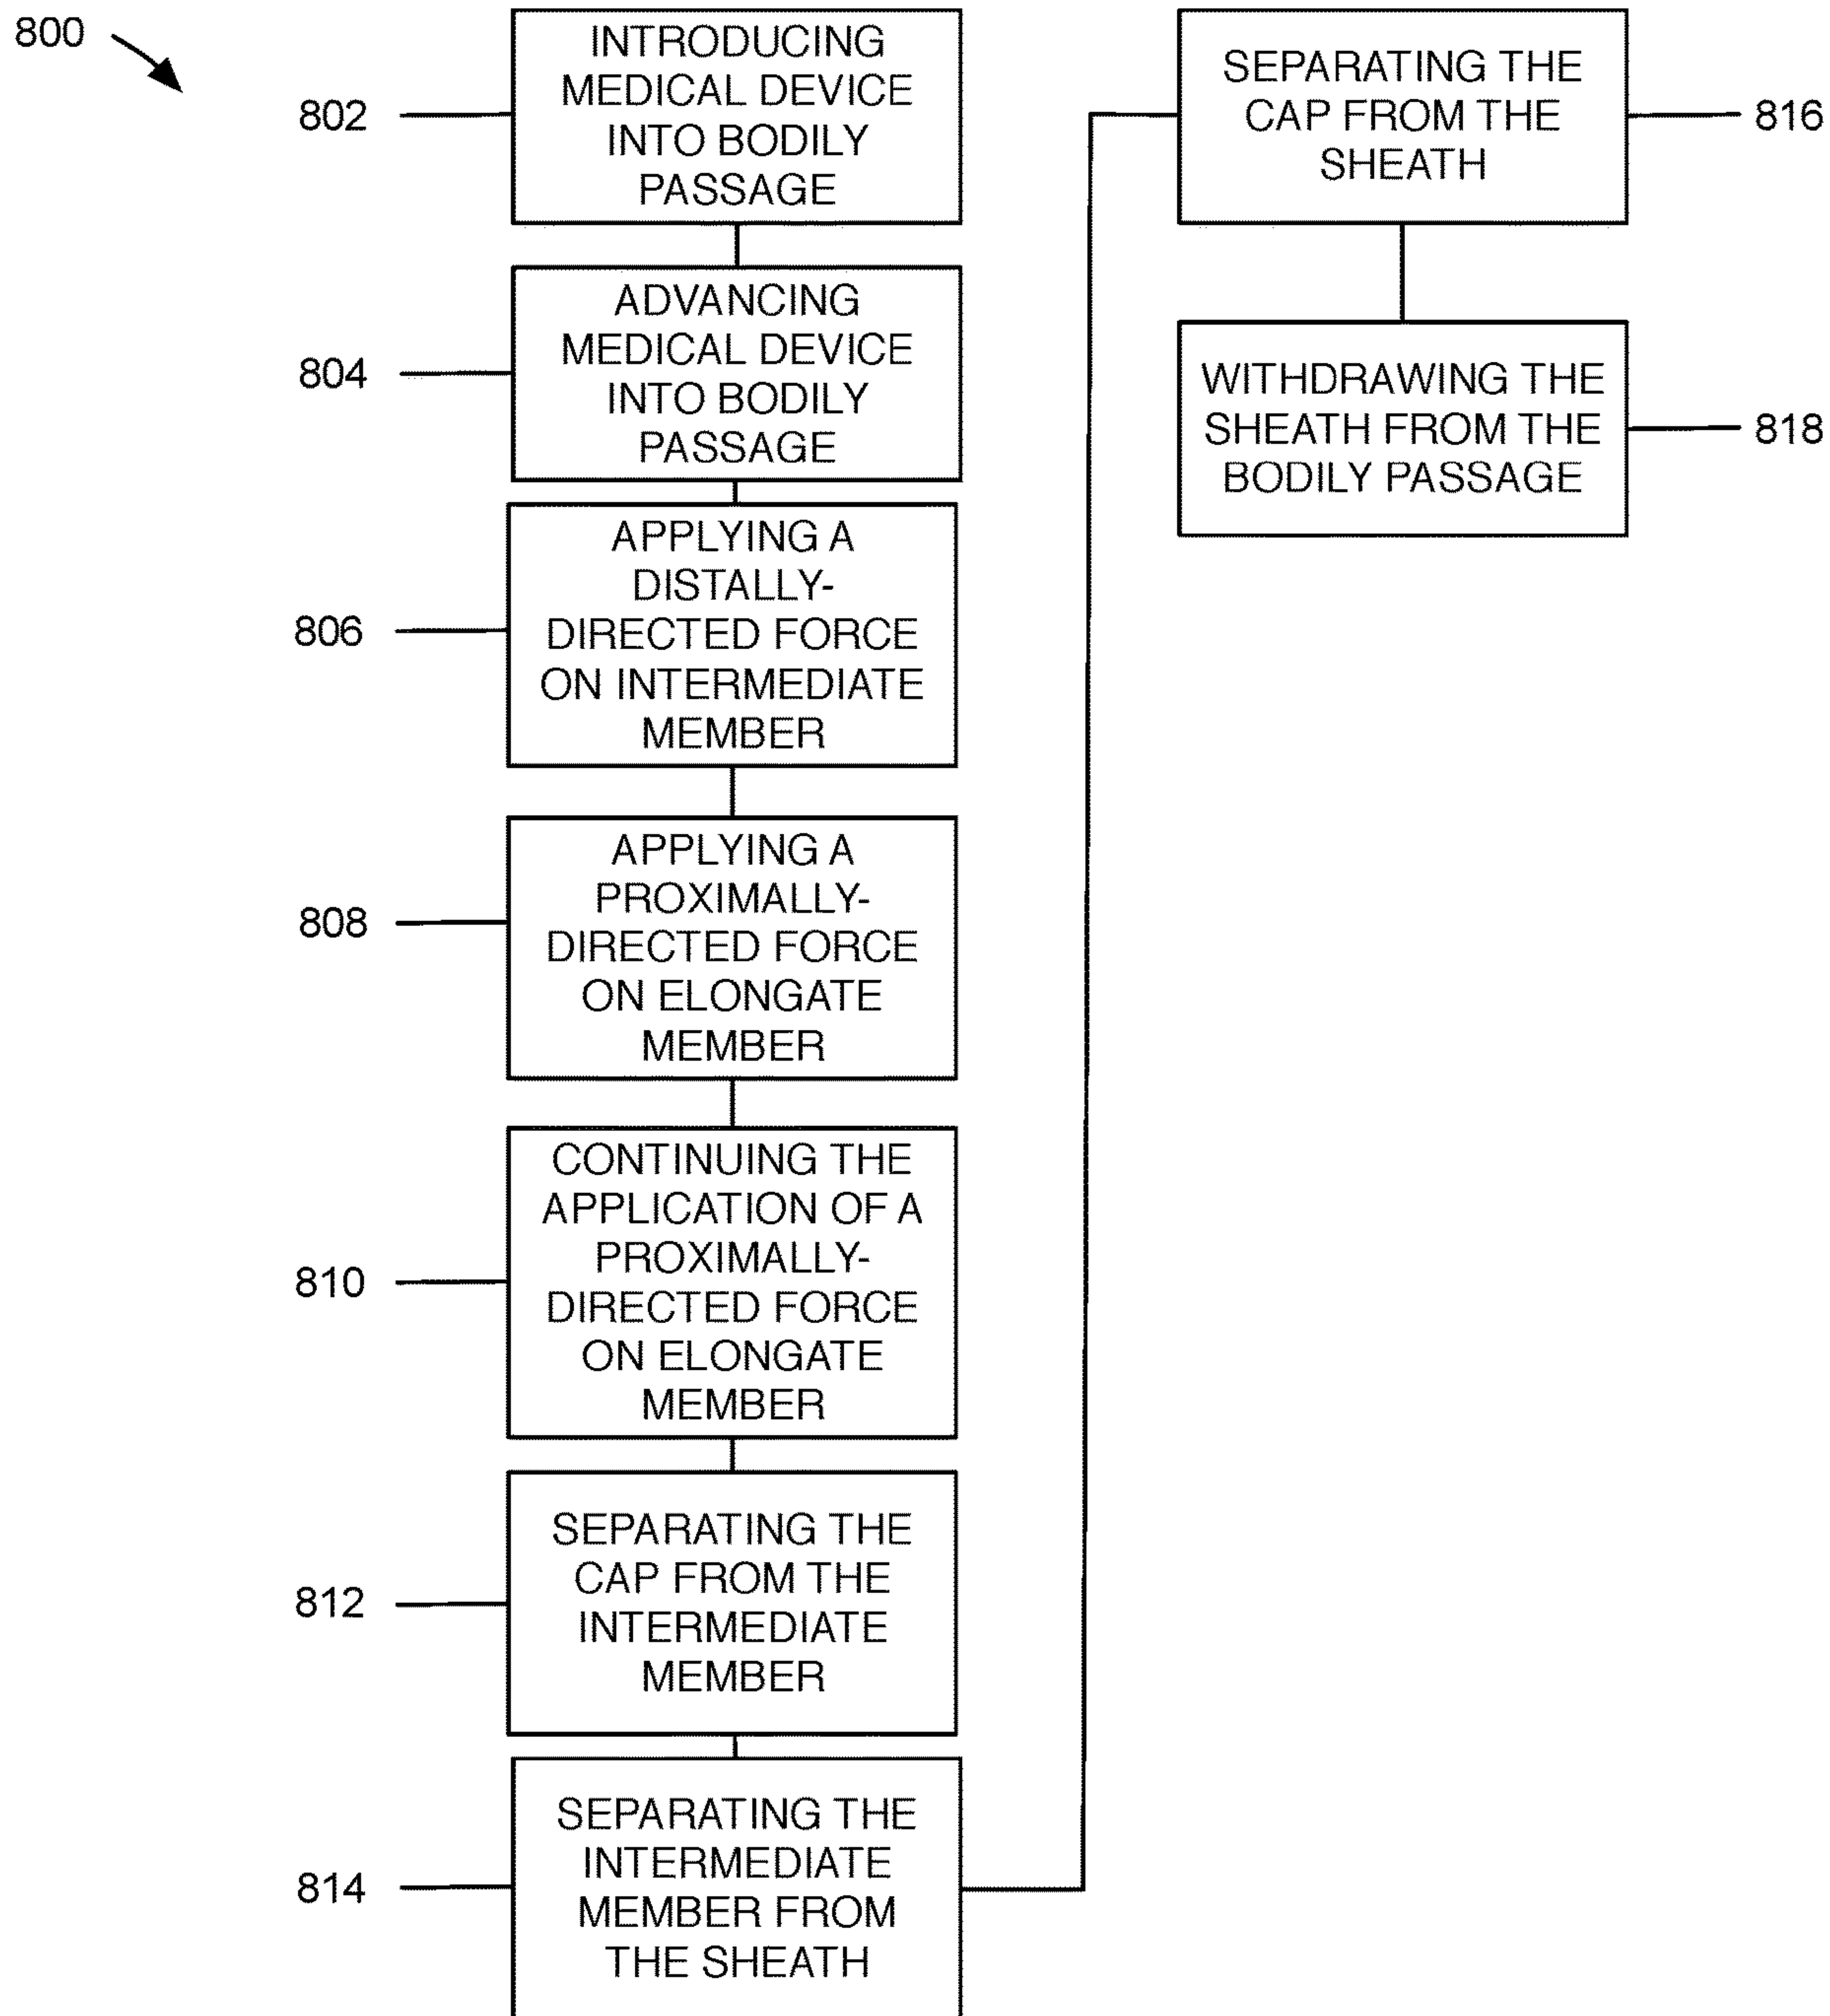 800
802
INTRODUCING
MEDICAL DEVICE
INTO BODILY
PASSAGE
804
ADVANCING
MEDICAL DEVICE
INTO BODILY
PASSAGE
806
APPLYING A
DISTALLY-
DIRECTED FORCE
ON INTERMEDIATE
MEMBER
808
APPLYING A
PROXIMALLY-
DIRECTED FORCE
ON ELONGATE
MEMBER
810
CONTINUING THE
APPLICATION OF A
PROXIMALLY-
DIRECTED FORCE
ON ELONGATE
MEMBER
812
SEPARATING THE
CAP FROM THE
INTERMEDIATE
MEMBER
814
SEPARATING THE
INTERMEDIATE
MEMBER FROM
THE SHEATH
SEPARATING THE
CAP FROM THE
SHEATH
816
WITHDRAWING THE
SHEATH FROM THE
BODILY PASSAGE
818